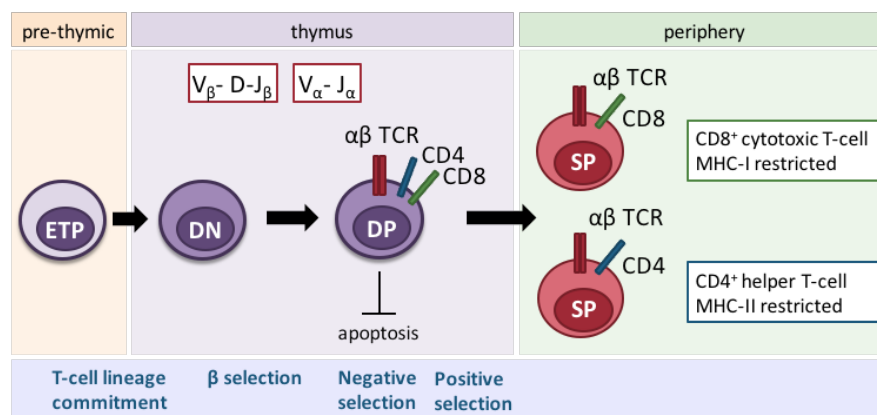 pre-thymic
thymus
periphery
Vβ- D-Jβ
Vα- Jα
αβ TCR
CD4
CD8
αβ TCR
CD8
SP
CD8⁺ cytotoxic T-cell
MHC-I restricted
ETP
DN
DP
αβ TCR
CD4
SP
CD4⁺ helper T-cell
MHC-II restricted
apoptosis
T-cell lineage
commitment
β selection
Negative
selection
Positive
selection